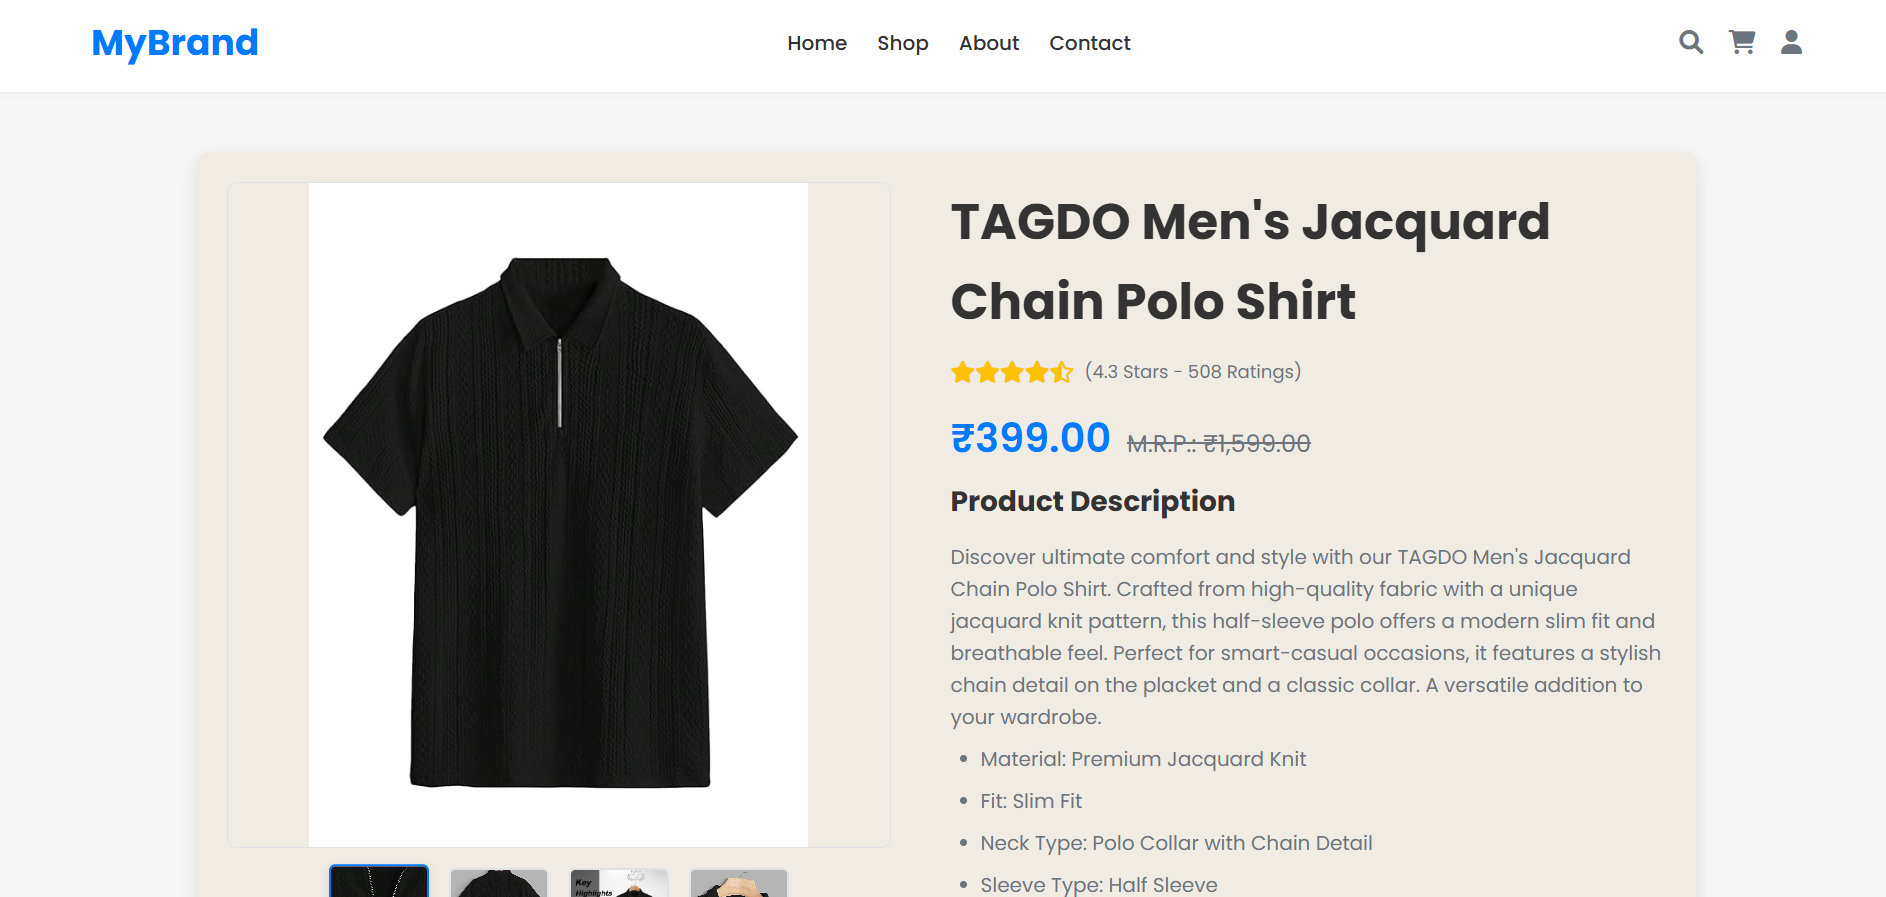 MyBrand
Home
Shop
About
Contact
TAGDO Men's Jacquard
Chain Polo Shirt
(4.3 Stars - 508 Ratings)
₹399.00 M.R.P.: ₹1,599.00
Product Description
Discover ultimate comfort and style with our TAGDO Men's Jacquard
Chain Polo Shirt. Crafted from high-quality fabric with a unique
jacquard knit pattern, this half-sleeve polo offers a modern slim fit and
breathable feel. Perfect for smart-casual occasions, it features a stylish
chain detail on the placket and a classic collar. A versatile addition to
your wardrobe.
• Material: Premium Jacquard Knit
• Fit: Slim Fit
• Neck Type: Polo Collar with Chain Detail
• Sleeve Type: Half Sleeve
Key
Highlights